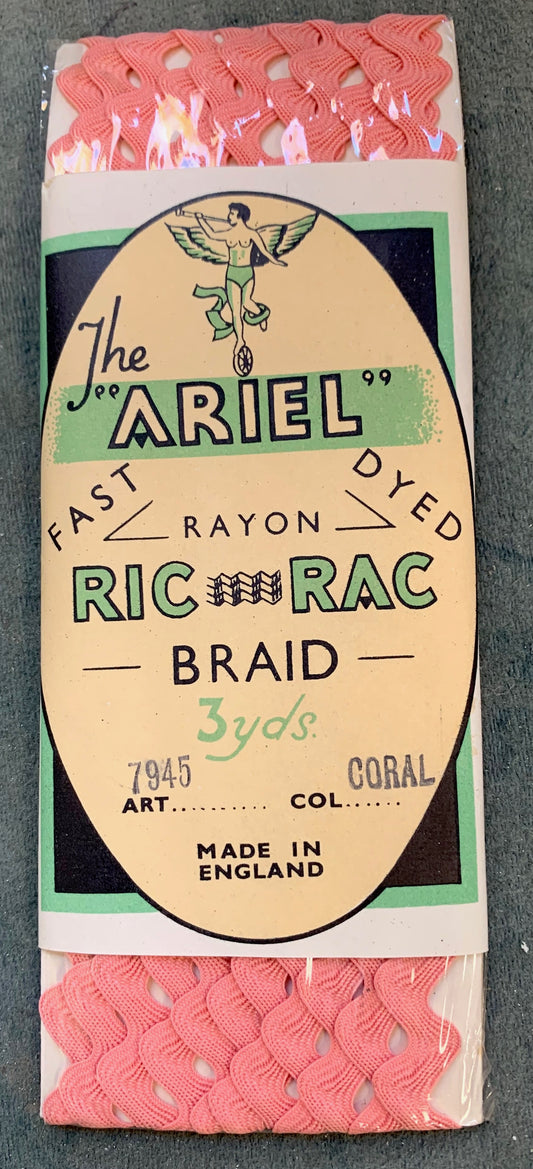 The
"ARIEL"
FAST DYED
RAYON
RIC RAC
BRAID
3yds.
7945 CORAL
ART.......... COL......
MADE IN
ENGLAND